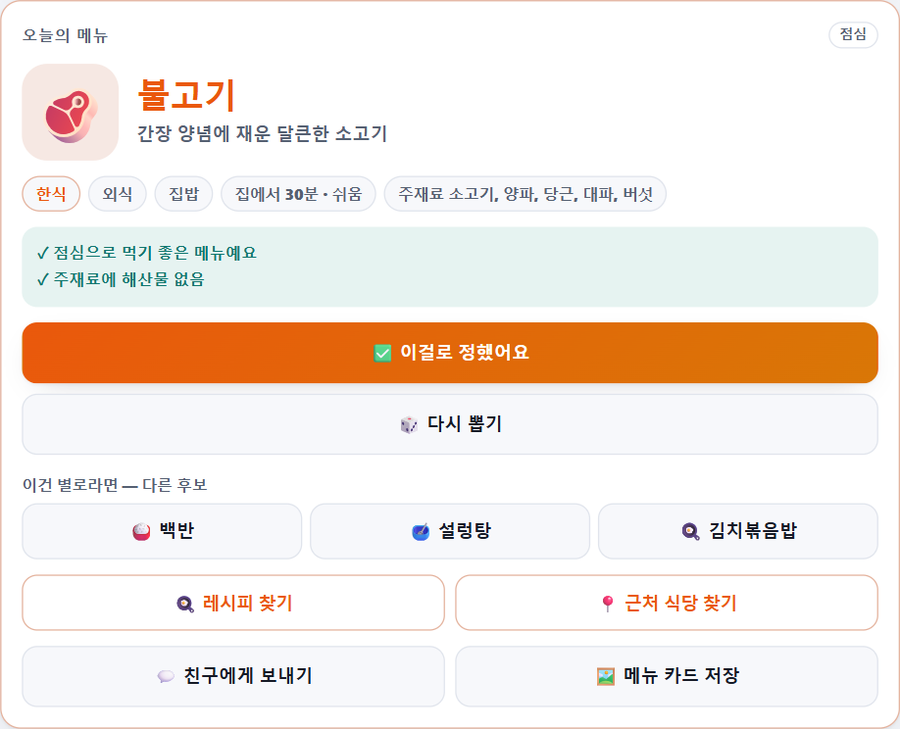 오늘의 메뉴
점심
불고기
간장 양념에 재운 달큰한 소고기
한식
외식
집밥
집에서 30분 · 쉬움
주재료 소고기, 양파, 당근, 대파, 버섯
✓ 점심으로 먹기 좋은 메뉴예요
✓ 주재료에 해산물 없음
✅ 이걸로 정했어요
🎲 다시 뽑기
이건 별로라면 — 다른 후보
🍚 백반
🥣 설렁탕
🍳 김치볶음밥
🍳 레시피 찾기
📍 근처 식당 찾기
💬 친구에게 보내기
🖼️ 메뉴 카드 저장